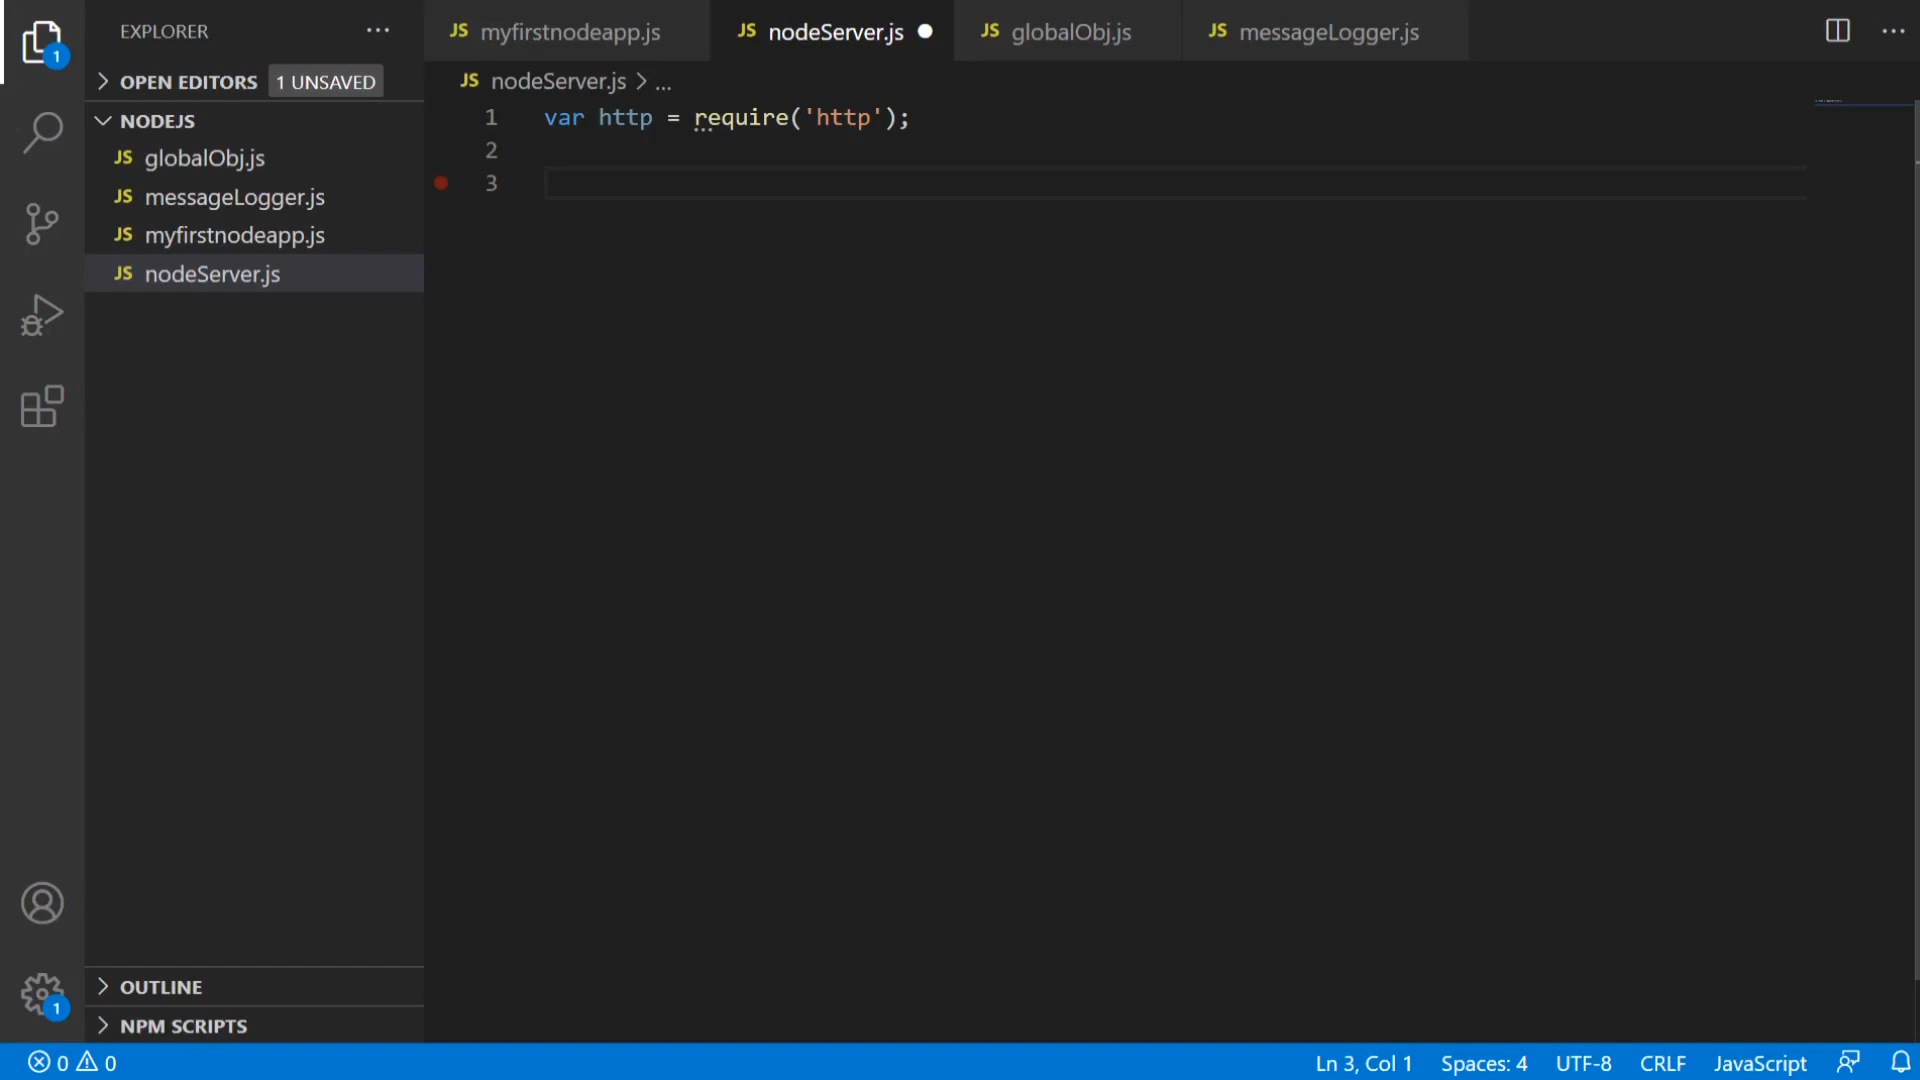 EXPLORER ...
1
OPEN EDITORS 1 UNSAVED
NODEJS
JS globalObj.js
JS messageLogger.js
JS myfirstnodeapp.js
JS nodeServer.js
JS myfirstnodeapp.js JS nodeServer.js JS globalObj.js JS messageLogger.js ...
JS nodeServer.js > ...
1 var http = require('http');
2
3
OUTLINE
NPM SCRIPTS
1
0 0 Ln 3, Col 1 Spaces: 4 UTF-8 CRLF JavaScript